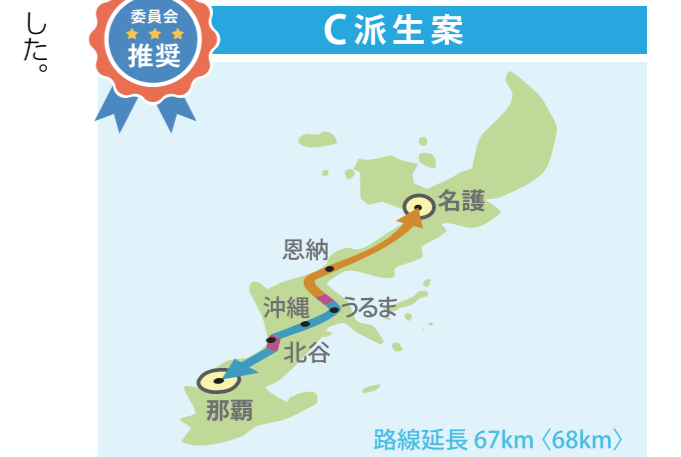 した。
委員会
推奨
C派生案
名護
恩納
沖縄
うるま
北谷
那覇
路線延長 67km〈68km〉